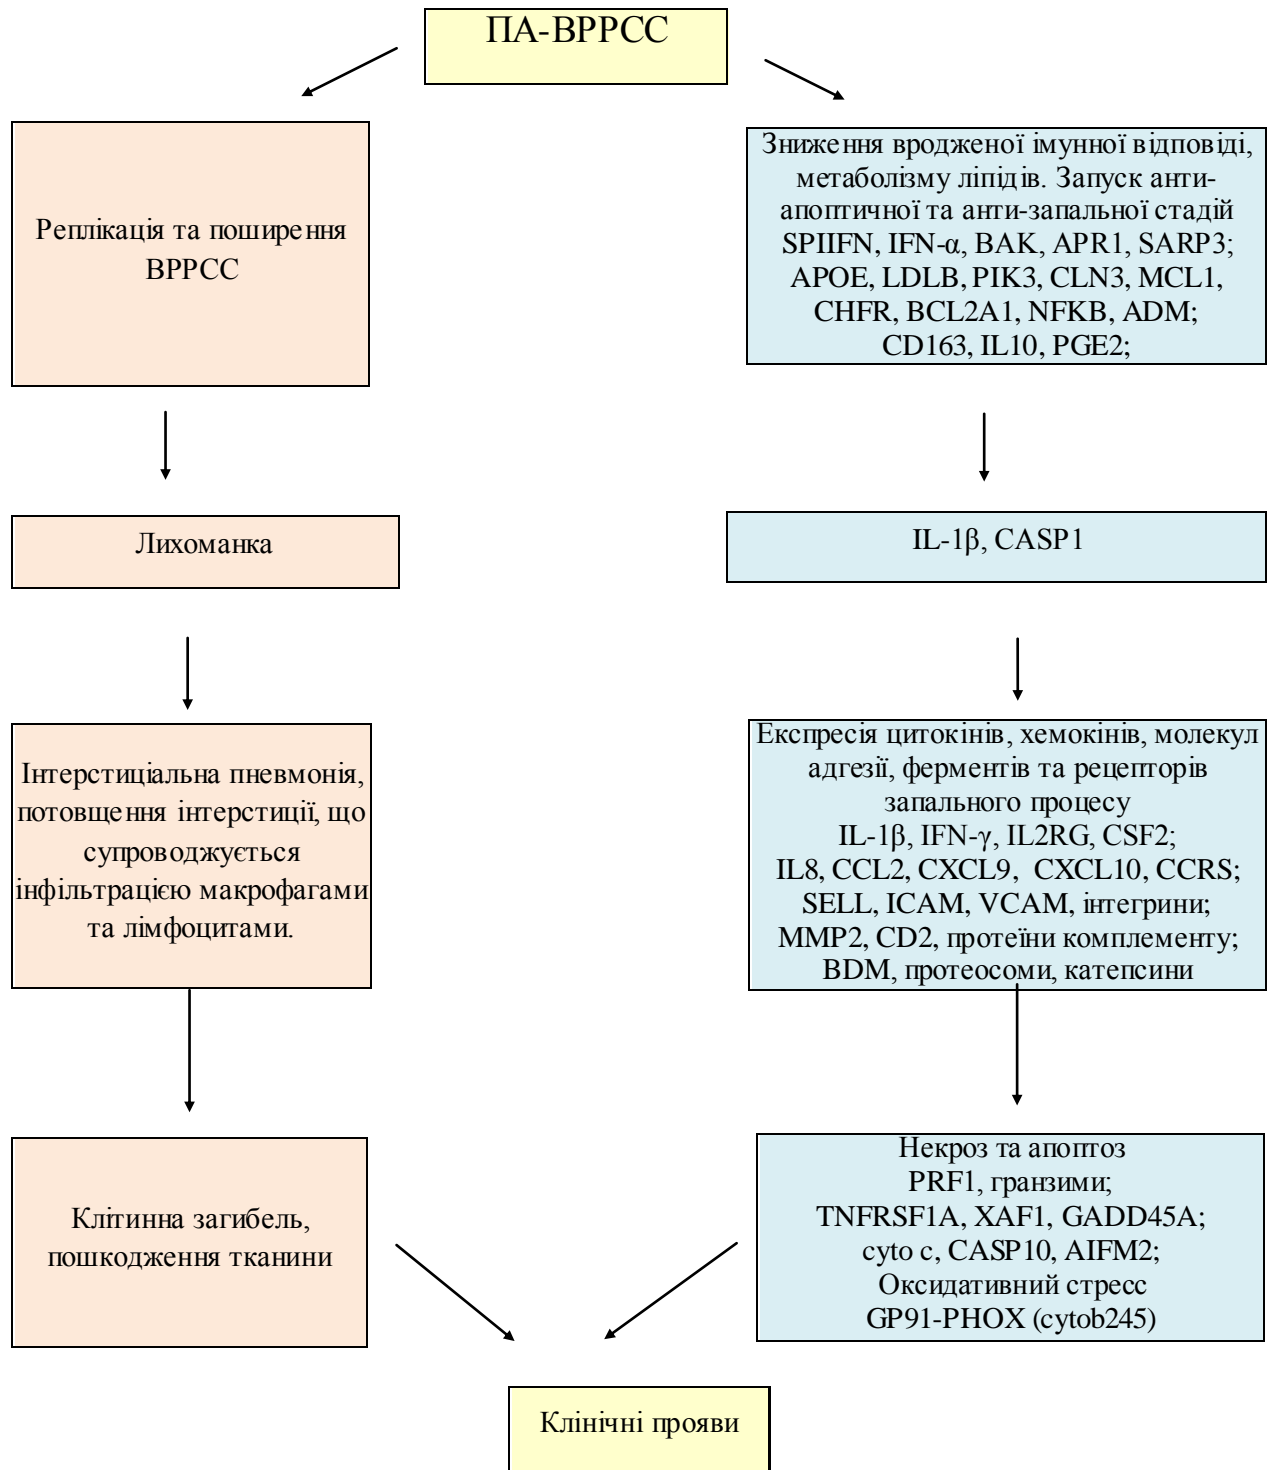 ПА-ВРРСС
Реплікація та поширення
ВРРСС
Зниження вродженої імунної відповіді,
метаболізму ліпідів. Запуск анти-
апоптичної та анти-запальної стадій
SPIIFN, IFN-α, BAK, APR1, SARP3;
APOE, LDLB, PIK3, CLN3, MCL1,
CHFR, BCL2A1, NFKB, ADM;
CD163, IL10, PGE2;
Лихоманка
IL-1β, CASP1
Інтерстиціальна пневмонія,
потовщення інтерстиції, що
супроводжується
інфільтрацією макрофагами
та лімфоцитами.
Експресія цитокінів, хемокінів, молекул
адгезії, ферментів та рецепторів
запального процесу
IL-1β, IFN-γ, IL2RG, CSF2;
IL8, CCL2, CXCL9, CXCL10, CCRS;
SELL, ICAM, VCAM, інтегрини;
MMP2, CD2, протеїни комплементу;
BDM, протеосоми, катепсини
Клітинна загибель,
пошкодження тканини
Некроз та апоптоз
PRF1, гранзими;
TNFRSF1A, XAF1, GADD45A;
cyto c, CASP10, AIFM2;
Оксидативний стресс
GP91-PHOX (cytob245)
Клінічні прояви